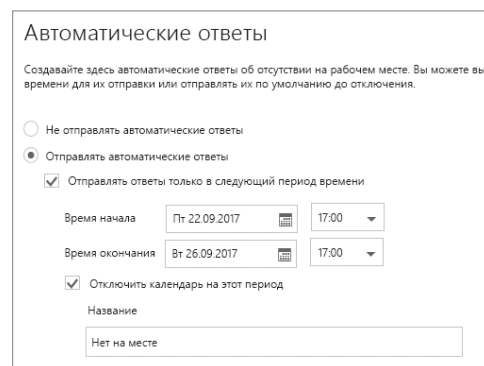 Автоматические ответы
Создавайте здесь автоматические ответы об отсутствии на рабочем месте. Вы можете
времени для их отправки или отправлять их по умолчанию до отключения.
Не отправлять автоматические ответы
Отправлять автоматические ответы
Отправлять ответы только в следующий период времени
Время начала Пт 22.09.2017 17:00
Время окончания Вт 26.09.2017 17:00
Отключить календарь на этот период
Название
Нет на месте